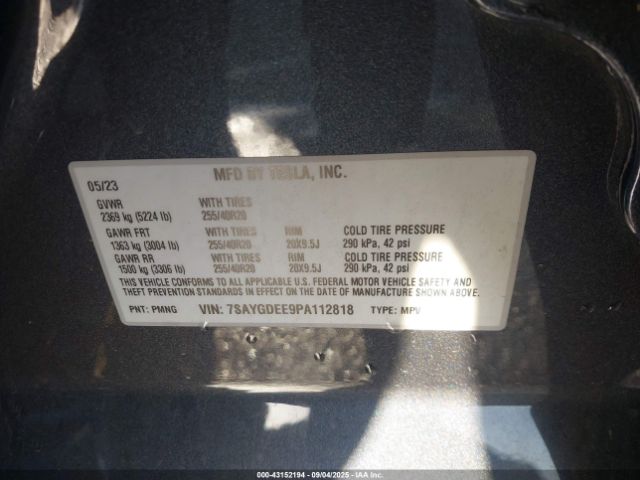 MFD BY TESLA, INC.
05/23
GVWR WITH TIRES
2369 kg (5224 lb) 255/40R20
GAWR FRT WITH TIRES RIM COLD TIRE PRESSURE
1363 kg (3004 lb) 255/40R20 20X9.5J 290 kPa, 42 psi
GAWR RR WITH TIRES RIM COLD TIRE PRESSURE
1500 kg (3306 lb) 255/40R20 20X9.5J 290 kPa, 42 psi
THIS VEHICLE CONFORMS TO ALL APPLICABLE U.S. FEDERAL MOTOR VEHICLE SAFETY AND
THEFT PREVENTION STANDARDS IN EFFECT ON THE DATE OF MANUFACTURE SHOWN ABOVE.
PNT: PMNG VIN: 7SAYGDEE9PA112818 TYPE: MPV
000-43152194 - 09/04/2025 - IAA Inc.